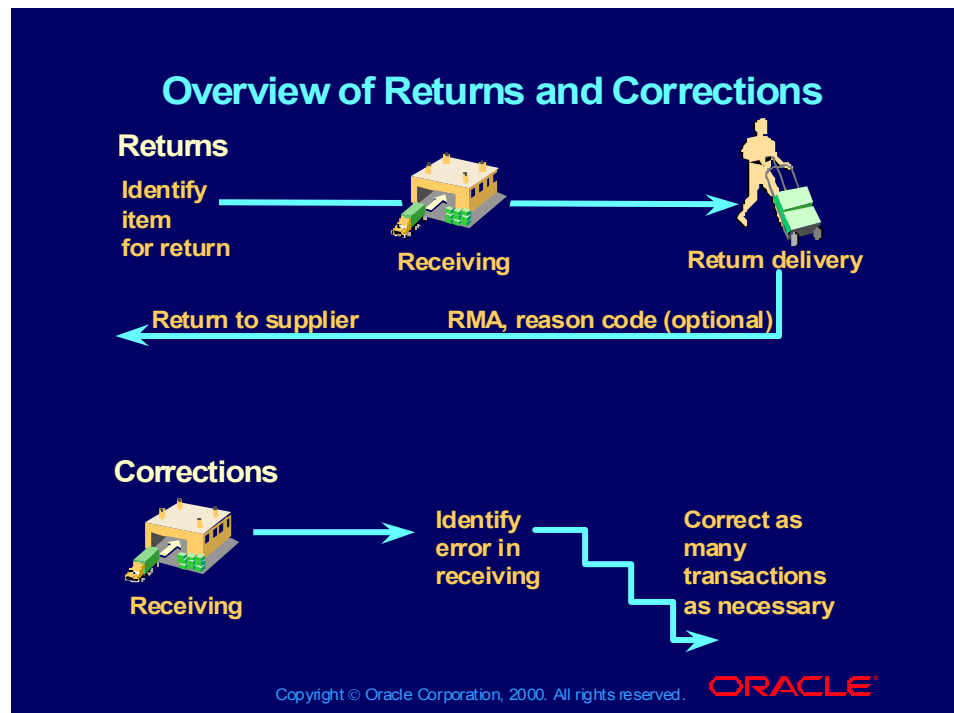 Overview of Returns and Corrections
Returns
Identify
item
for return
Receiving
Return delivery
Return to supplier
RMA, reason code (optional)
Corrections
Receiving
Identify
error in
receiving
Correct as
many
transactions
as necessary
Copyright © Oracle Corporation, 2000. All rights reserved.
ORACLE®